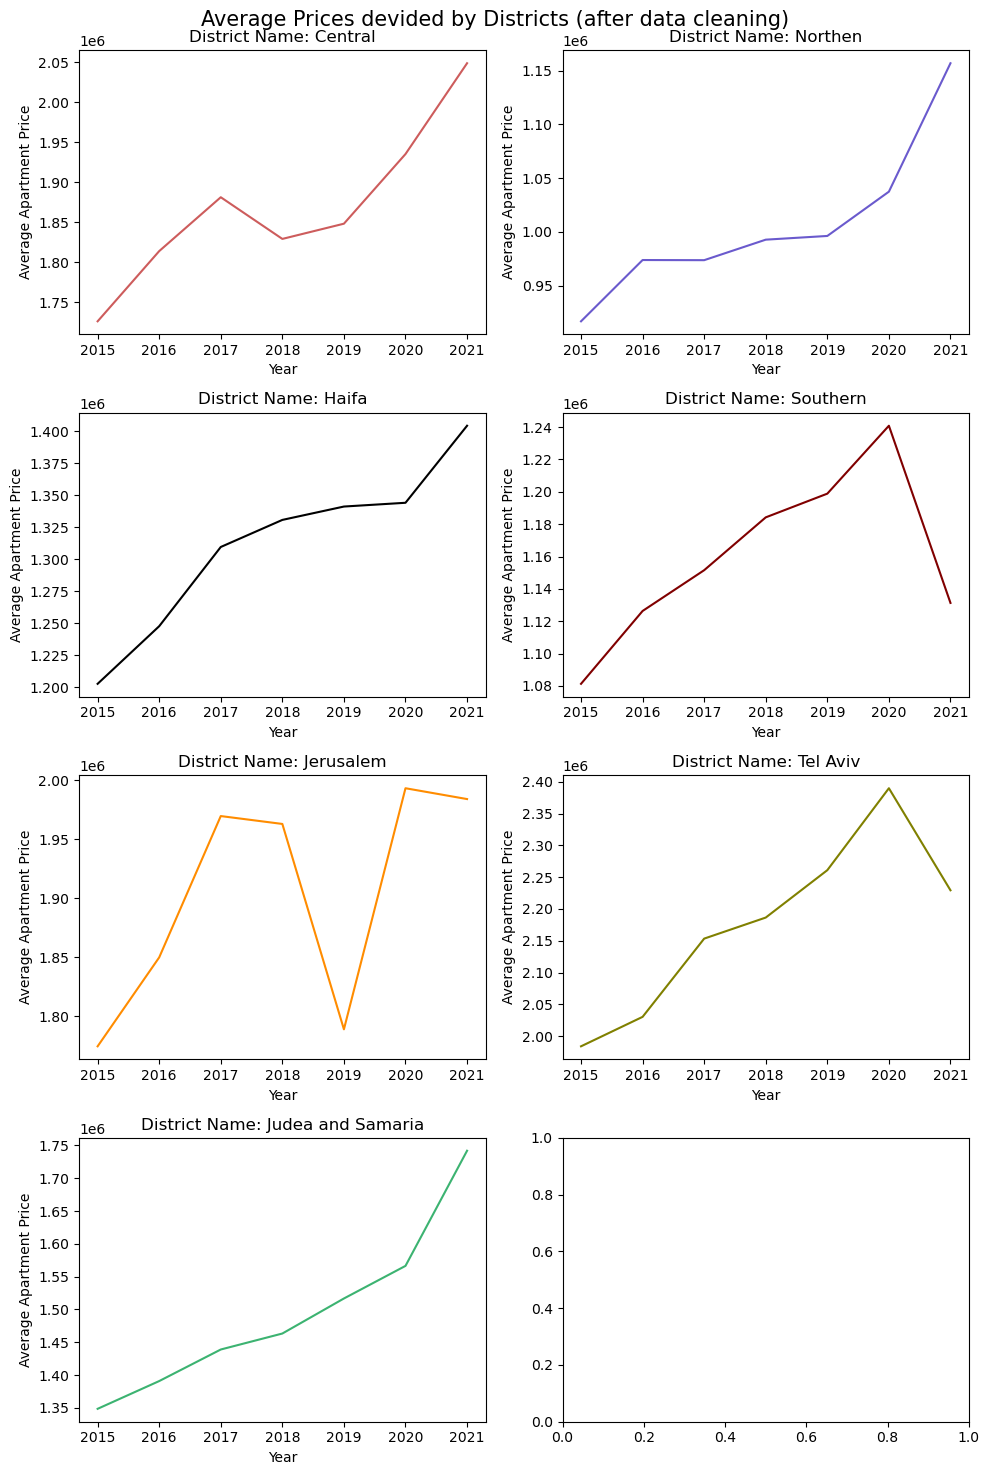 Average Prices devided by Districts (after data cleaning)
District Name: Central
1e6
2.05
2.00
1.95
1.90
1.85
1.80
1.75
Average Apartment Price
2015 2016 2017 2018 2019 2020 2021
Year
District Name: Northen
1e6
1.15
1.10
1.05
1.00
0.95
Average Apartment Price
2015 2016 2017 2018 2019 2020 2021
Year
District Name: Haifa
1e6
1.400
1.375
1.350
1.325
1.300
1.275
1.250
1.225
1.200
Average Apartment Price
2015 2016 2017 2018 2019 2020 2021
Year
District Name: Southern
1e6
1.24
1.22
1.20
1.18
1.16
1.14
1.12
1.10
1.08
Average Apartment Price
2015 2016 2017 2018 2019 2020 2021
Year
District Name: Jerusalem
1e6
2.00
1.95
1.90
1.85
1.80
Average Apartment Price
2015 2016 2017 2018 2019 2020 2021
Year
District Name: Tel Aviv
1e6
2.40
2.35
2.30
2.25
2.20
2.15
2.10
2.05
2.00
Average Apartment Price
2015 2016 2017 2018 2019 2020 2021
Year
District Name: Judea and Samaria
1e6
1.75
1.70
1.65
1.60
1.55
1.50
1.45
1.40
1.35
Average Apartment Price
2015 2016 2017 2018 2019 2020 2021
Year
1.0
0.8
0.6
0.4
0.2
0.0
0.0 0.2 0.4 0.6 0.8 1.0